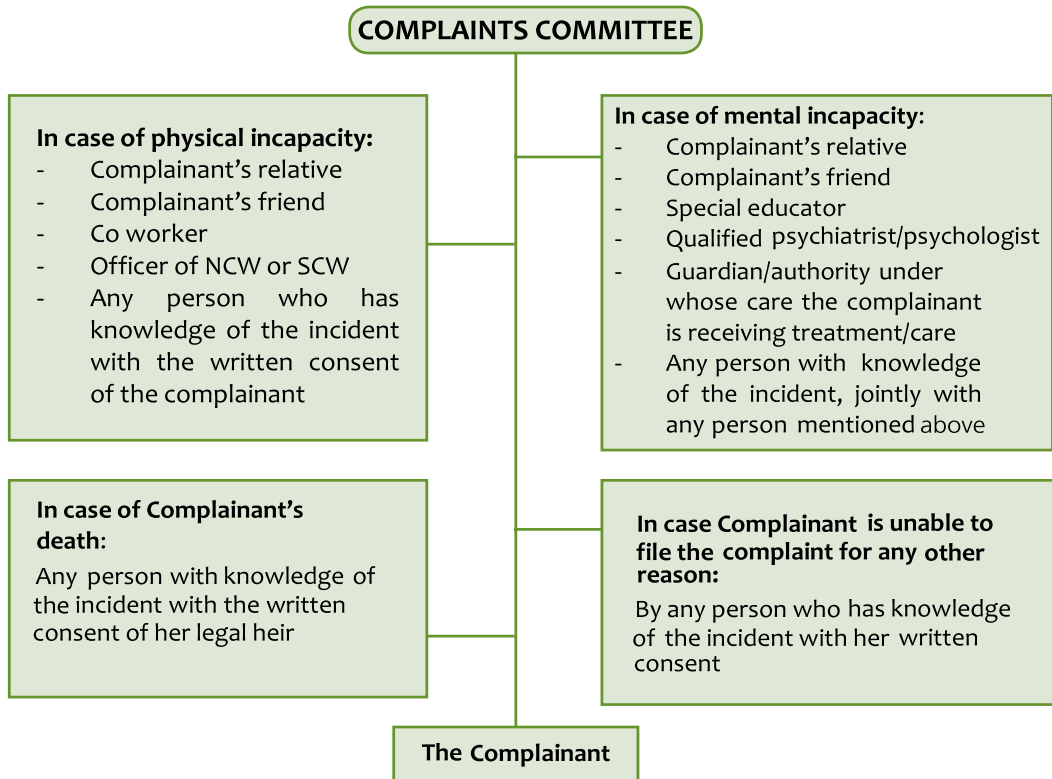 COMPLAINTS COMMITTEE
In case of physical incapacity:
- Complainant’s relative
- Complainant’s friend
- Co worker
- Officer of NCW or SCW
- Any person who has
knowledge of the incident
with the written consent
of the complainant
In case of mental incapacity:
- Complainant’s relative
- Complainant’s friend
- Special educator
- Qualified psychiatrist/psychologist
- Guardian/authority under
whose care the complainant
is receiving treatment/care
- Any person with knowledge
of the incident, jointly with
any person mentioned above
In case of Complainant’s
death:
Any person with knowledge of
the incident with the written
consent of her legal heir
In case Complainant is unable to
file the complaint for any other
reason:
By any person who has knowledge
of the incident with her written
consent
The Complainant